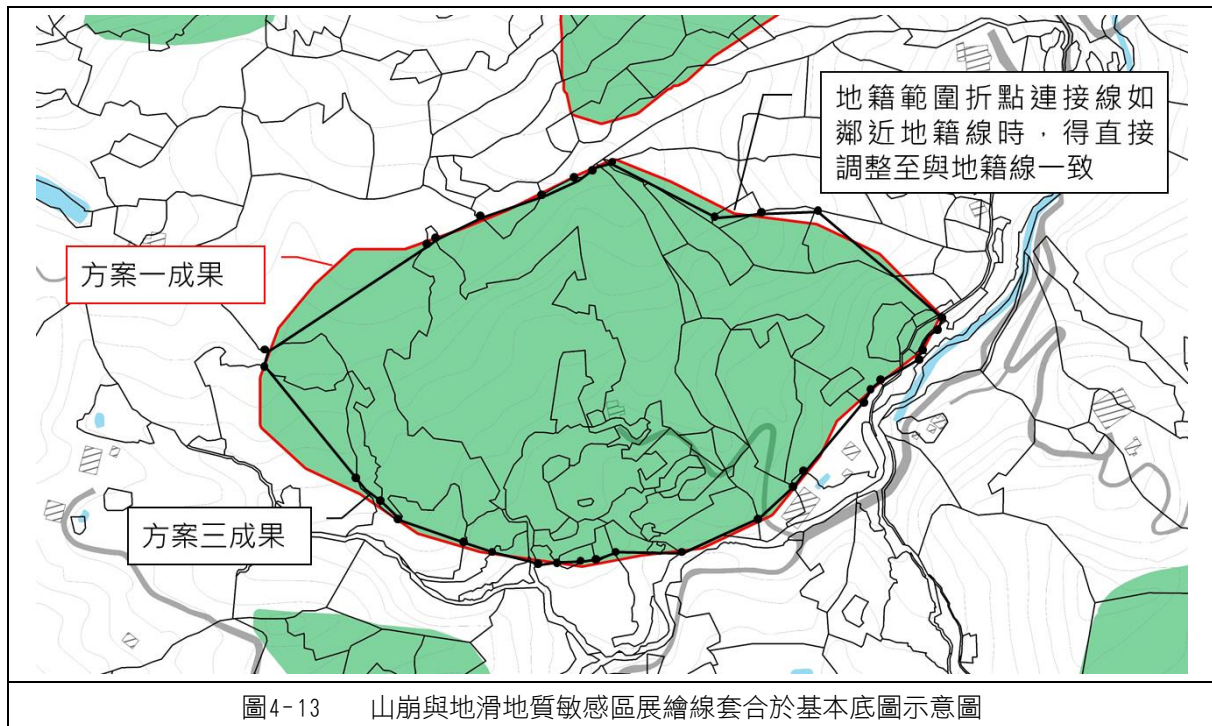 地籍範圍折點連接線如
鄰近地籍線時，得直接
調整至與地籍線一致
方案一成果
方案三成果
圖4-13 山崩與地滑地質敏感區展繪線套合於基本底圖示意圖